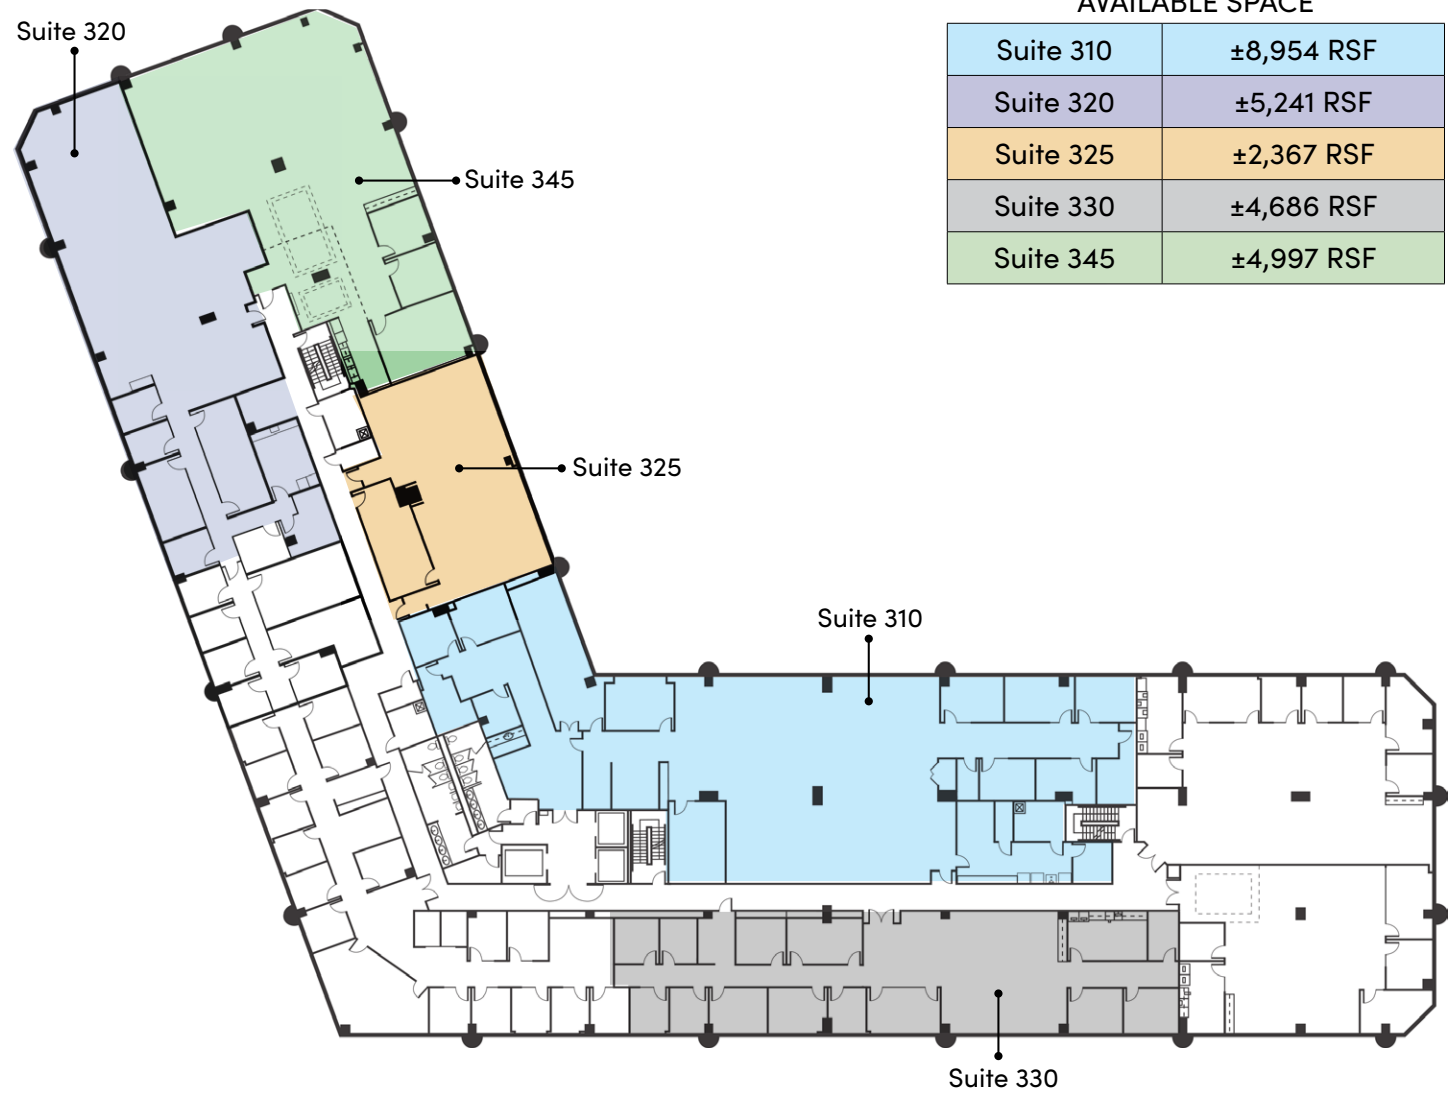 AVAILABLE SPACE
Suite 310 ±8,954 RSF
Suite 320 ±5,241 RSF
Suite 325 ±2,367 RSF
Suite 330 ±4,686 RSF
Suite 345 ±4,997 RSF
Suite 320
Suite 345
Suite 325
Suite 310
Suite 330